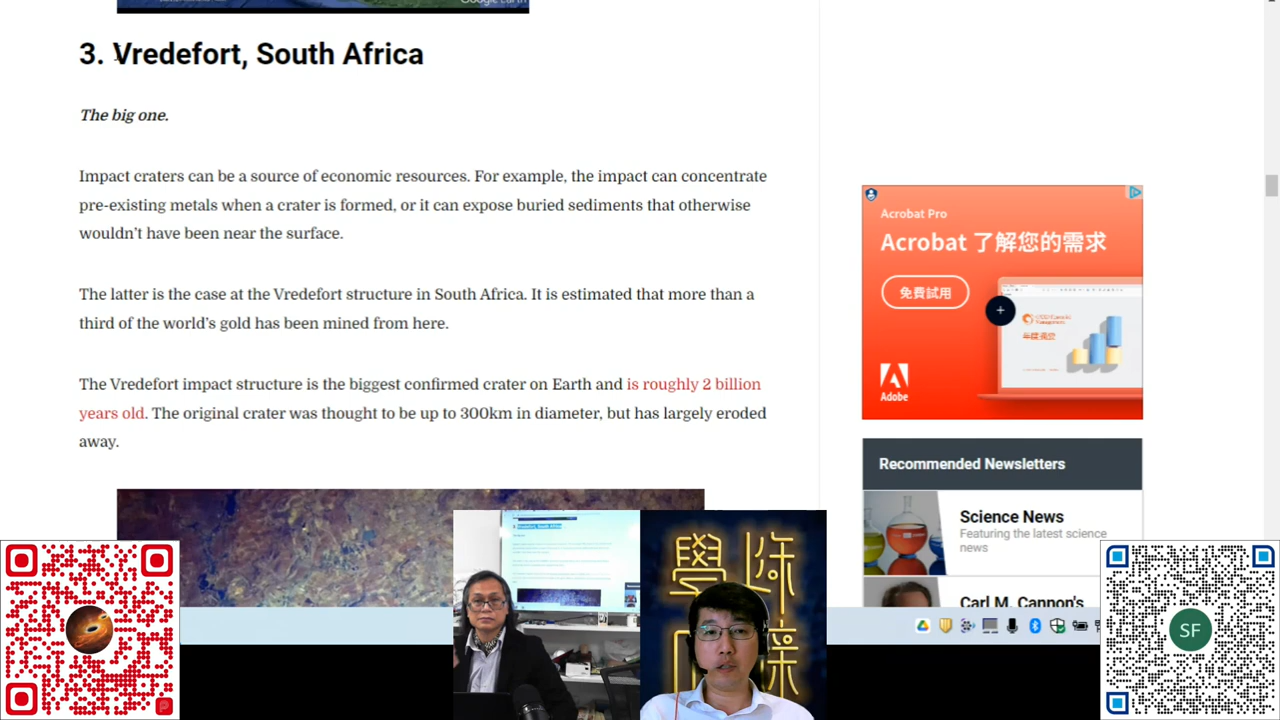 Google Earth
3. Vredefort, South Africa
The big one.
Impact craters can be a source of economic resources. For example, the impact can concentrate
pre-existing metals when a crater is formed, or it can expose buried sediments that otherwise
wouldn’t have been near the surface.
The latter is the case at the Vredefort structure in South Africa. It is estimated that more than a
third of the world’s gold has been mined from here.
The Vredefort impact structure is the biggest confirmed crater on Earth and is roughly 2 billion
years old. The original crater was thought to be up to 300km in diameter, but has largely eroded
away.
Acrobat Pro
Acrobat 了解您的需求
免費試用
Adobe
Recommended Newsletters
Science News
Featuring the latest science
news
Carl M. Cannon's
SF